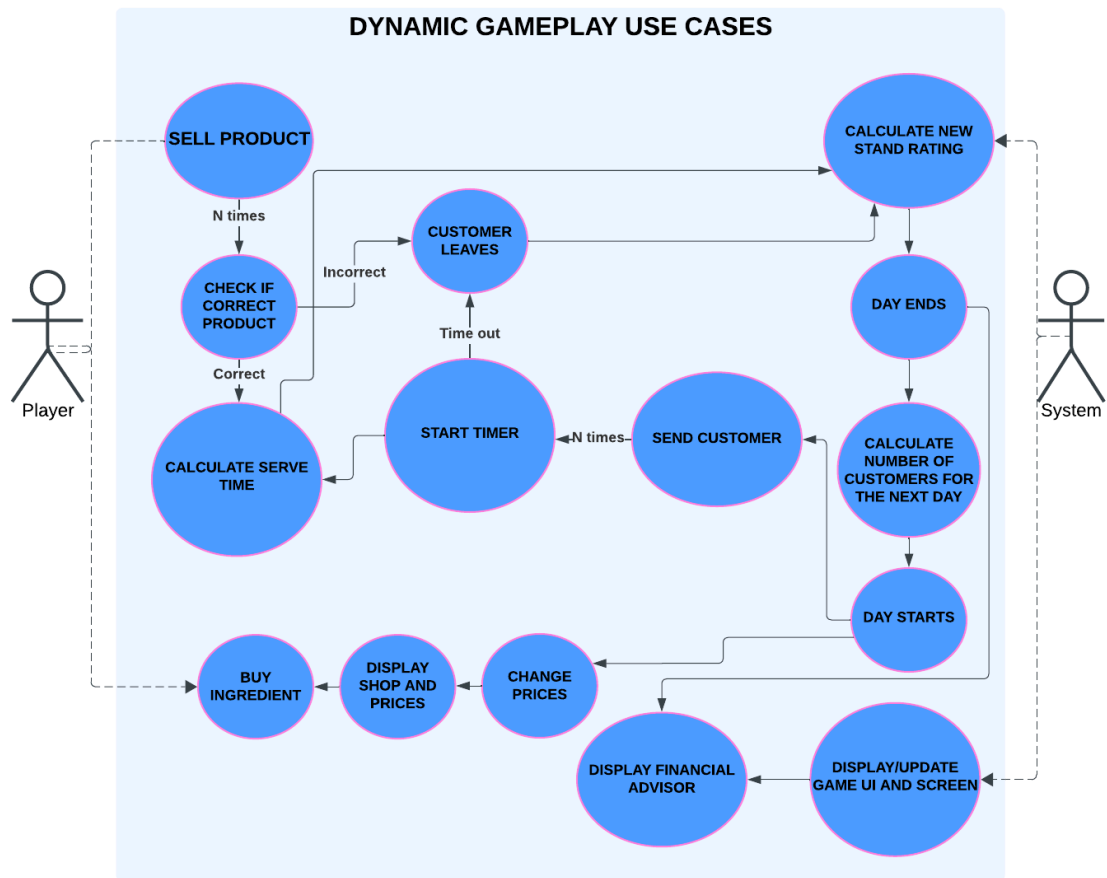 DYNAMIC GAMEPLAY USE CASES
SELL PRODUCT
CALCULATE NEW
STAND RATING
N times
CUSTOMER
LEAVES
Incorrect
CHECK IF
CORRECT
PRODUCT
DAY ENDS
Time out
Correct
Player
System
START TIMER
N times
SEND CUSTOMER
CALCULATE SERVE
TIME
CALCULATE
NUMBER OF
CUSTOMERS FOR
THE NEXT DAY
DAY STARTS
BUY
INGREDIENT
DISPLAY
SHOP AND
PRICES
CHANGE
PRICES
DISPLAY FINANCIAL
ADVISOR
DISPLAY/UPDATE
GAME UI AND SCREEN